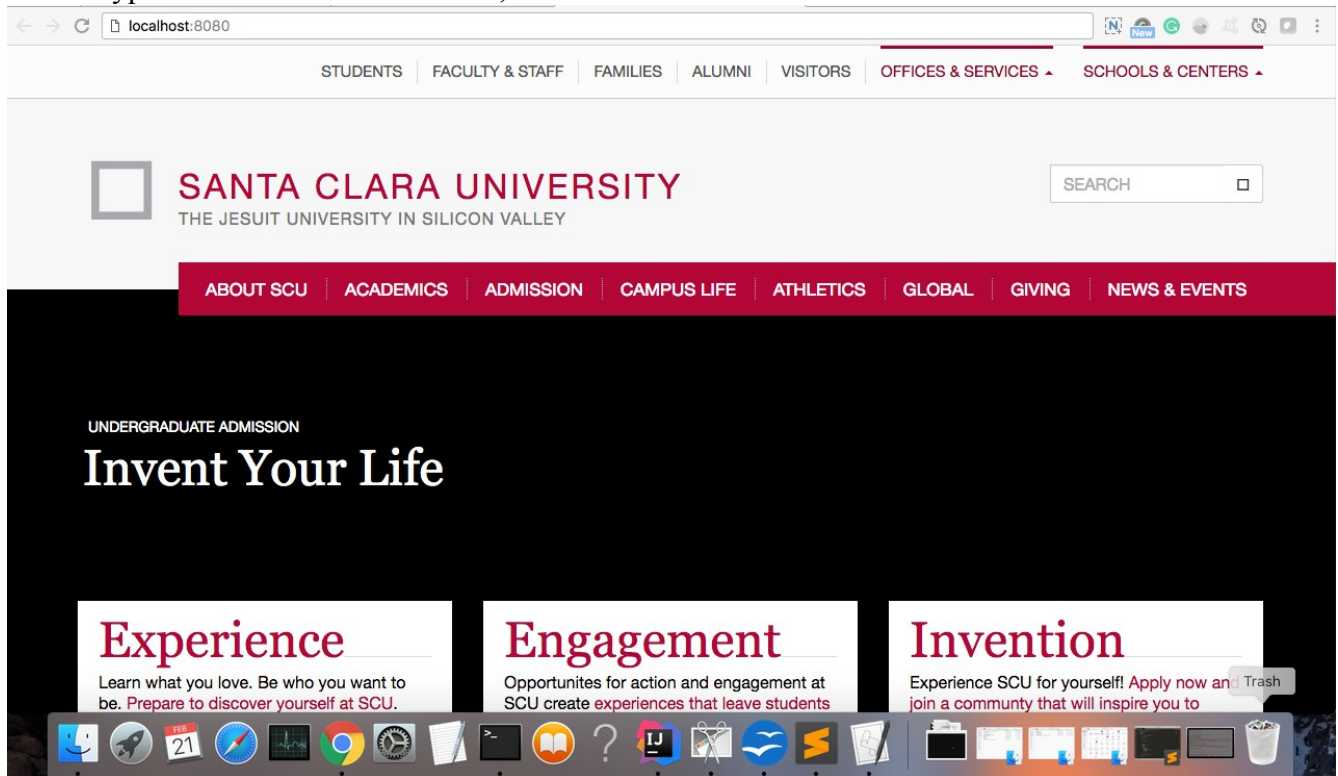 localhost:8080
New
STUDENTS FACULTY & STAFF FAMILIES ALUMNI VISITORS OFFICES & SERVICES SCHOOLS & CENTERS
SANTA CLARA UNIVERSITY
THE JESUIT UNIVERSITY IN SILICON VALLEY
SEARCH
ABOUT SCU ACADEMICS ADMISSION CAMPUS LIFE ATHLETICS GLOBAL GIVING NEWS & EVENTS
UNDERGRADUATE ADMISSION
Invent Your Life
Experience Engagement Invention
Learn what you love. Be who you want to Opportunites for action and engagement at Experience SCU for yourself! Apply now and
be. Prepare to discover yourself at SCU. SCU create experiences that leave students join a communty that will inspire you to
Trash
FEB
21
IJ